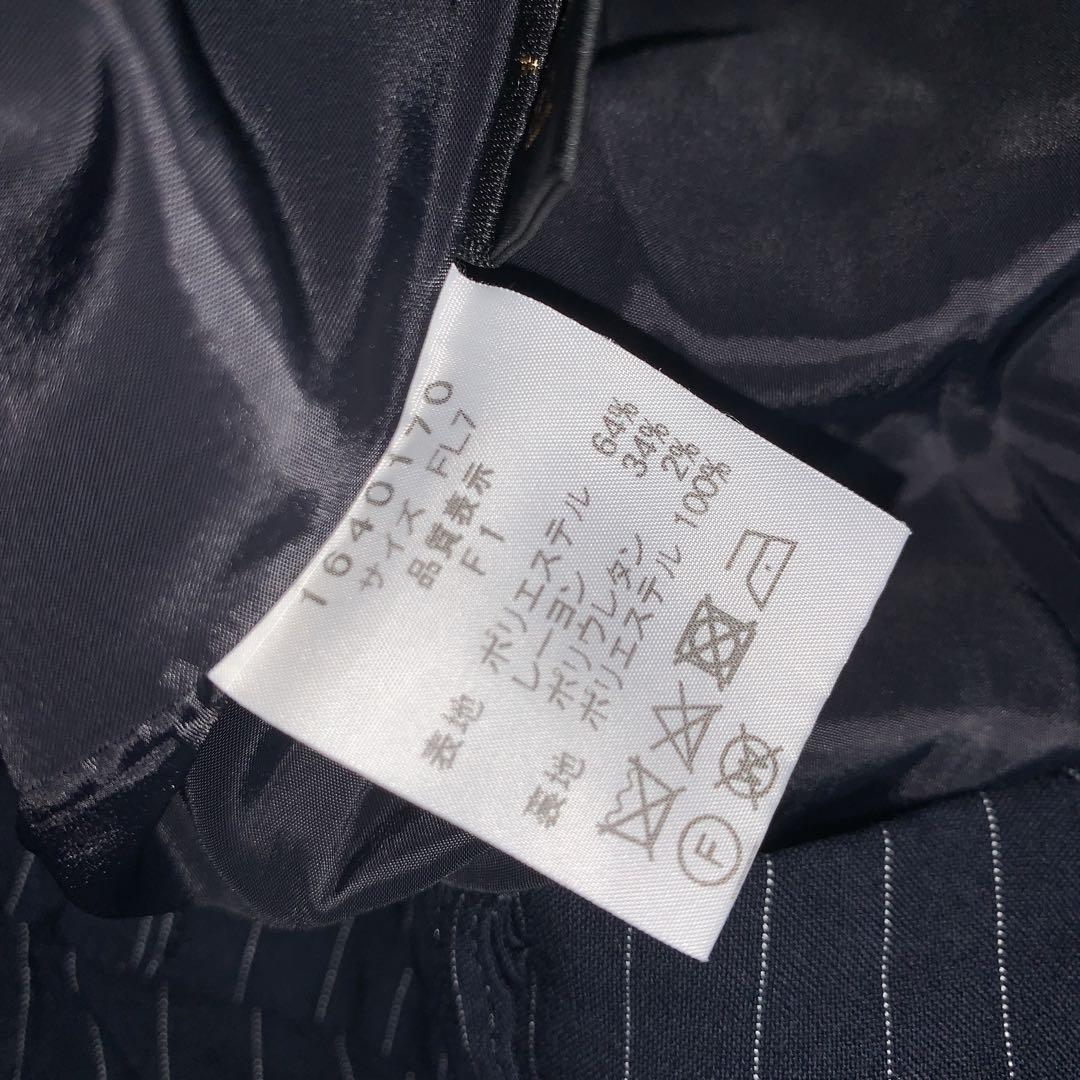 1640170
サイズ FL7
品質表示
F1
表地 ポリエステル 64%
レーヨン 34%
ポリウレタン 2%
裏地 ポリエステル 100%
F
W